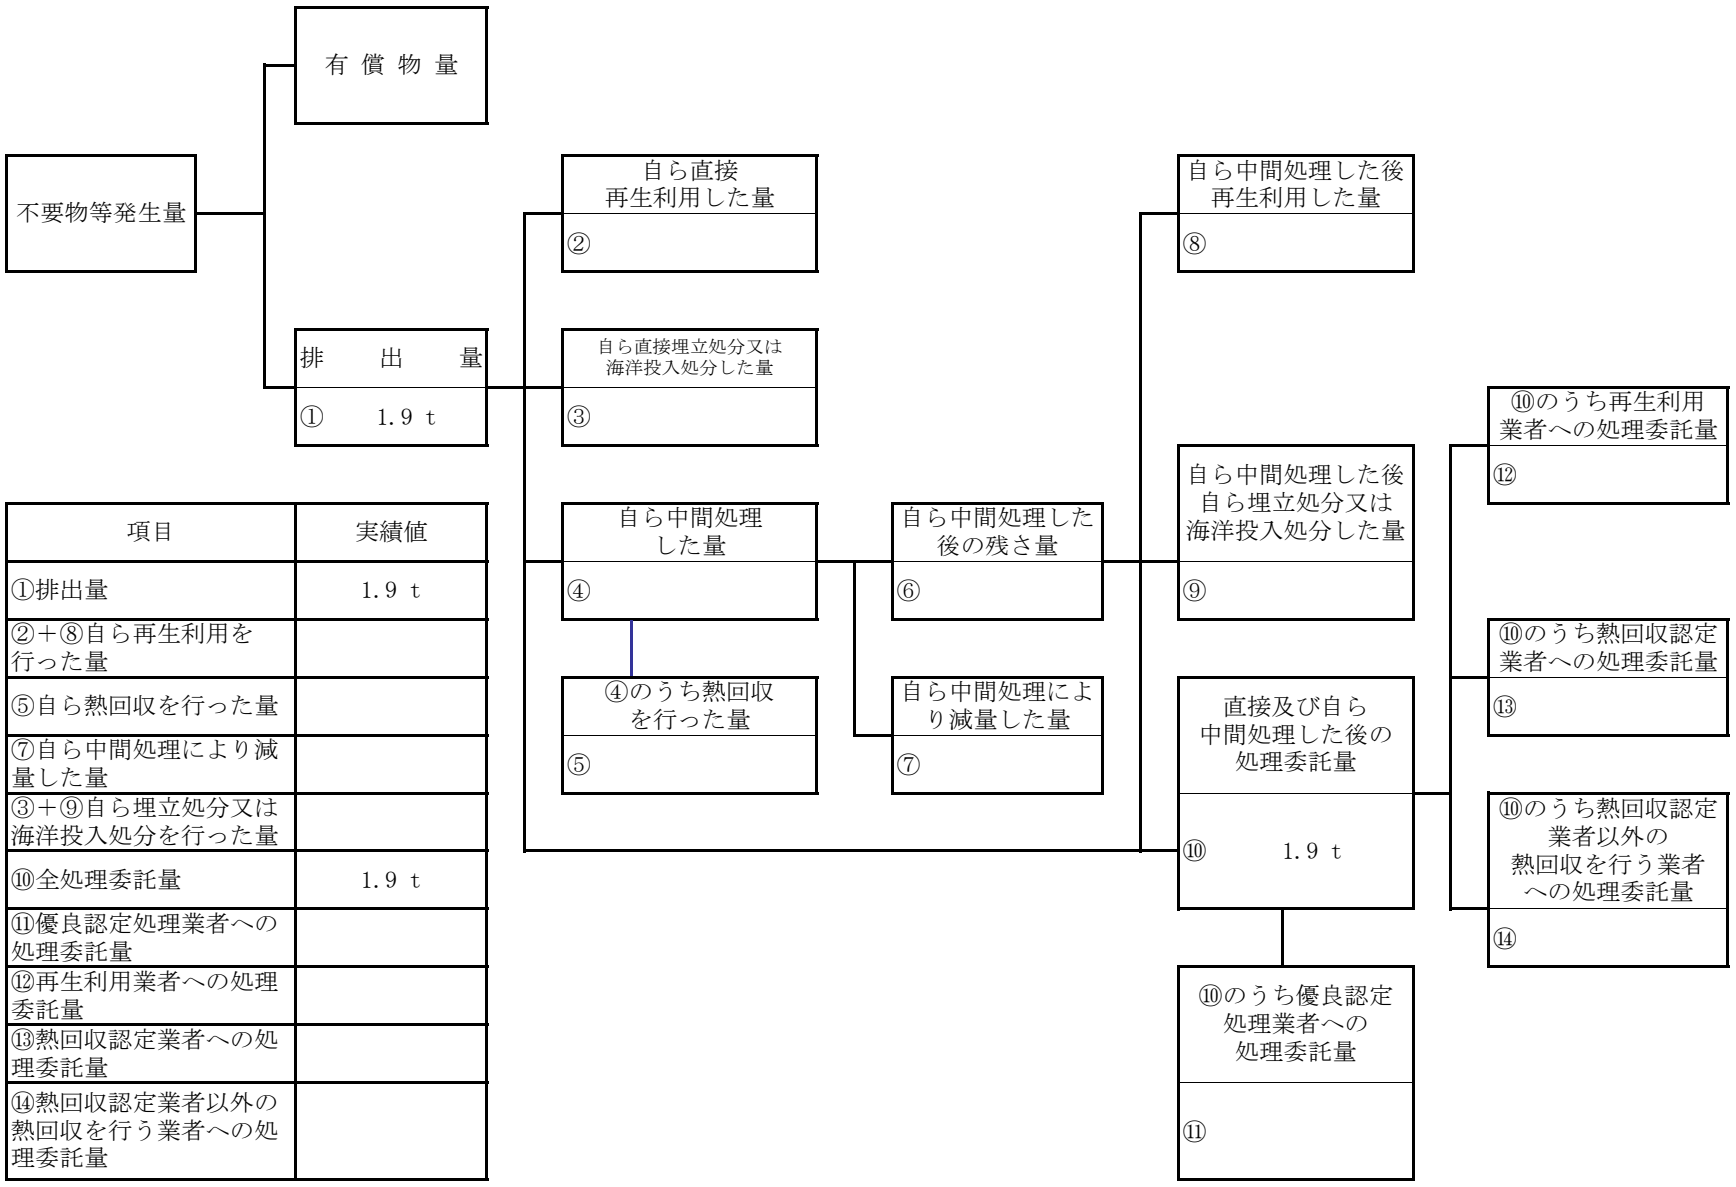 有償物量
不要物等発生量
排出量
① 1.9 t
自ら直接
再生利用した量
②
自ら直接埋立処分又は
海洋投入処分した量
③
自ら中間処理
した量
④
④のうち熱回収
を行った量
⑤
自ら中間処理した
後の残さ量
⑥
自ら中間処理によ
り減量した量
⑦
自ら中間処理した後
再生利用した量
⑧
自ら中間処理した後
自ら埋立処分又は
海洋投入処分した量
⑨
直接及び自ら
中間処理した後の
処理委託量
⑩ 1.9 t
⑩のうち優良認定
処理業者への
処理委託量
⑪
⑩のうち再生利用
業者への処理委託量
⑫
⑩のうち熱回収認定
業者への処理委託量
⑬
⑩のうち熱回収認定
業者以外の
熱回収を行う業者
への処理委託量
⑭
項目 実績値
①排出量 1.9 t
②＋⑧自ら再生利用を
行った量
⑤自ら熱回収を行った量
⑦自ら中間処理により減
量した量
③＋⑨自ら埋立処分又は
海洋投入処分を行った量
⑩全処理委託量 1.9 t
⑪優良認定処理業者への
処理委託量
⑫再生利用業者への処理
委託量
⑬熱回収認定業者への処
理委託量
⑭熱回収認定業者以外の
熱回収を行う業者への処
理委託量